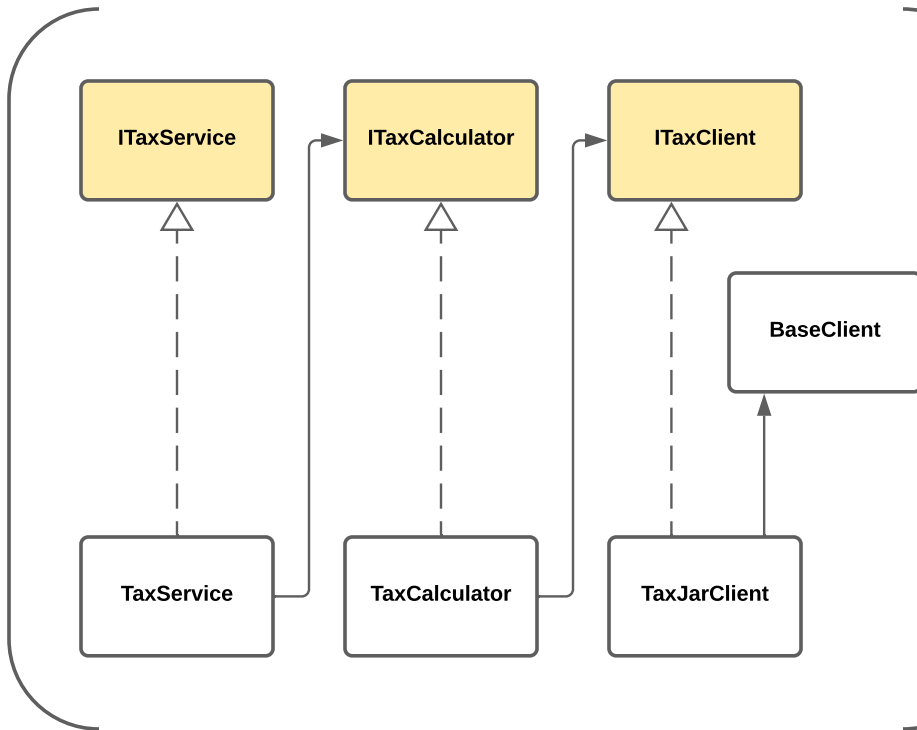 ITaxService
ITaxCalculator
ITaxClient
BaseClient
TaxService
TaxCalculator
TaxJarClient